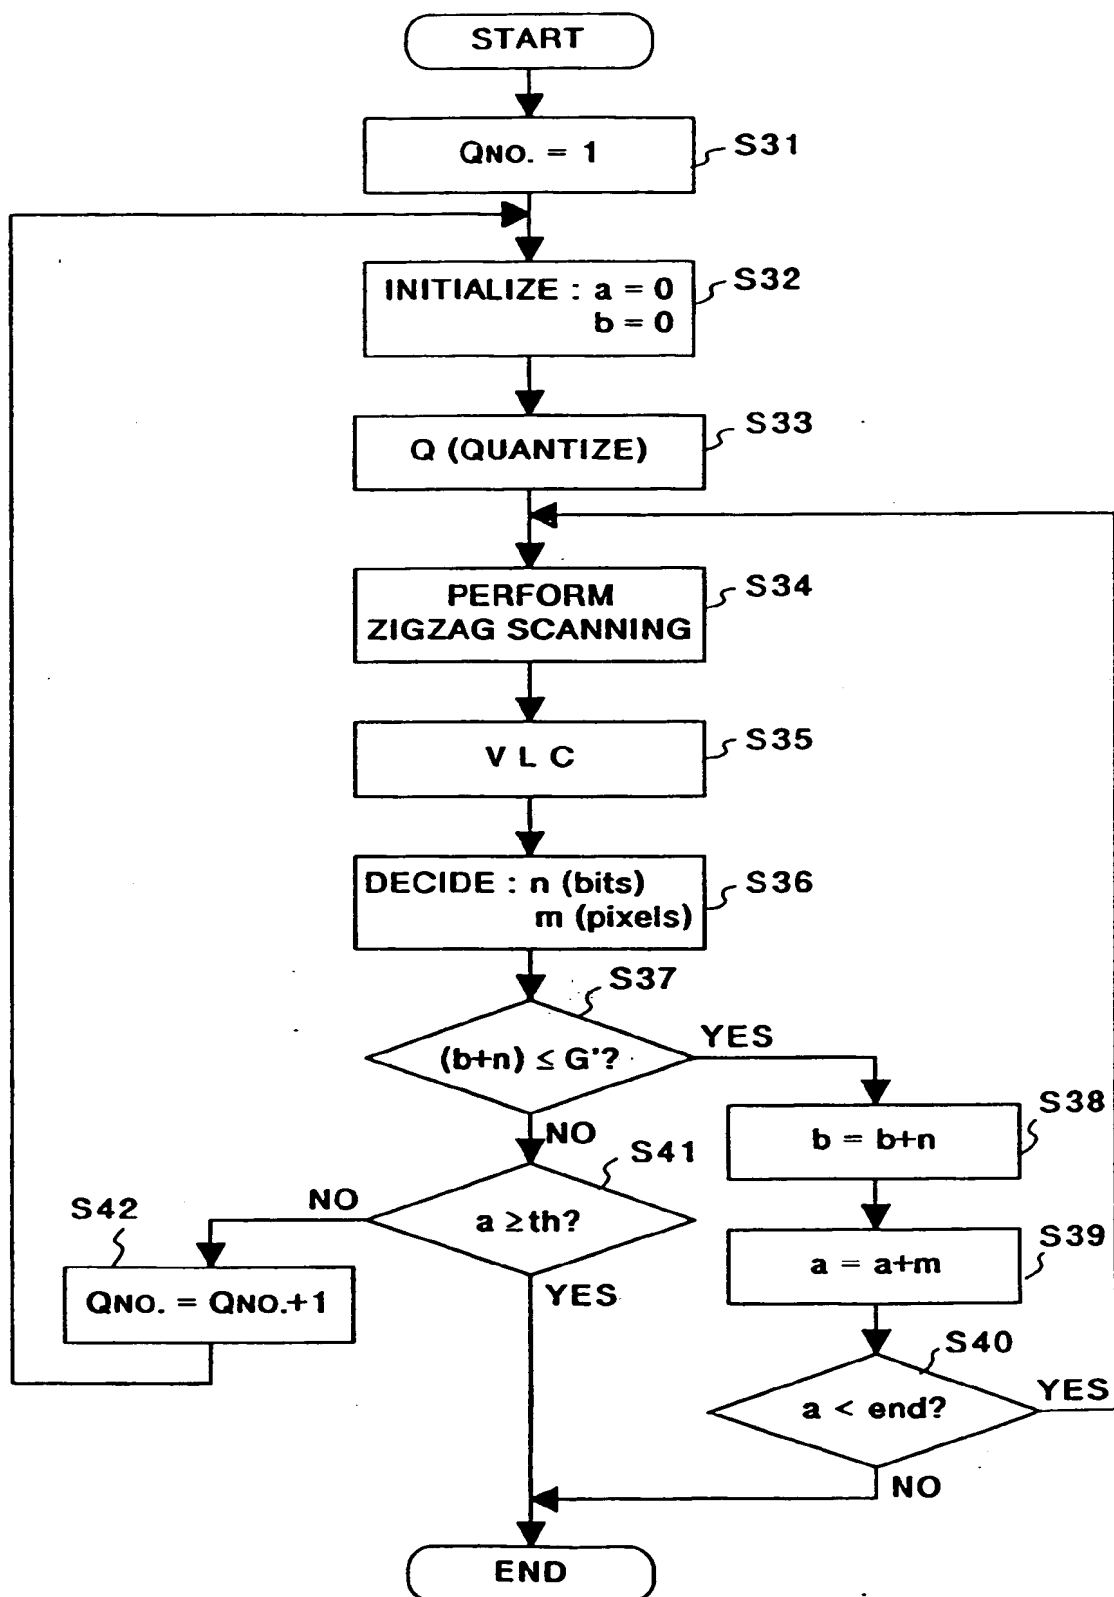 START
QNO. = 1
S31
INITIALIZE : a = 0
b = 0
S32
Q (QUANTIZE)
S33
PERFORM
ZIGZAG SCANNING
S34
V L C
S35
DECIDE : n (bits)
m (pixels)
S36
S37
(b+n) ≤ G'?
YES
NO
S38
b = b+n
S41
a ≥ th?
NO
YES
S42
QNO. = QNO.+1
S39
a = a+m
S40
a < end?
YES
NO
END